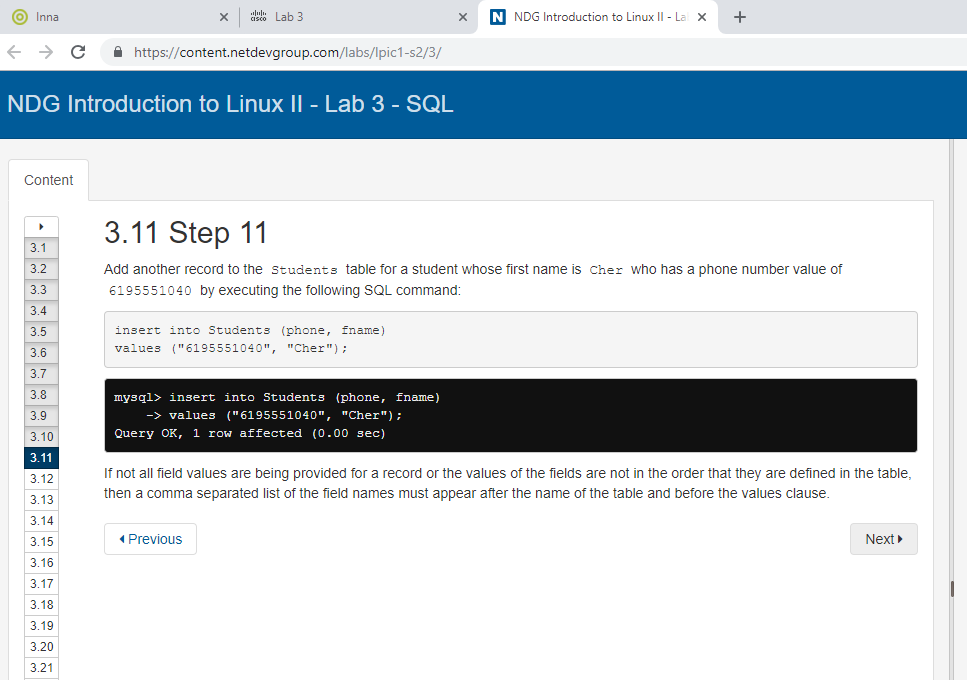 Inna
Lab 3
NDG Introduction to Linux II - La
https://content.netdevgroup.com/labs/lpic1-s2/3/
NDG Introduction to Linux II - Lab 3 - SQL
Content
3.1
3.2
3.3
3.4
3.5
3.6
3.7
3.8
3.9
3.10
3.11
3.12
3.13
3.14
3.15
3.16
3.17
3.18
3.19
3.20
3.21
3.11 Step 11
Add another record to the Students table for a student whose first name is Cher who has a phone number value of
6195551040 by executing the following SQL command:
insert into Students (phone, fname)
values ("6195551040", "Cher");
mysql> insert into Students (phone, fname)
-> values ("6195551040", "Cher");
Query OK, 1 row affected (0.00 sec)
If not all field values are being provided for a record or the values of the fields are not in the order that they are defined in the table,
then a comma separated list of the field names must appear after the name of the table and before the values clause.
Previous
Next